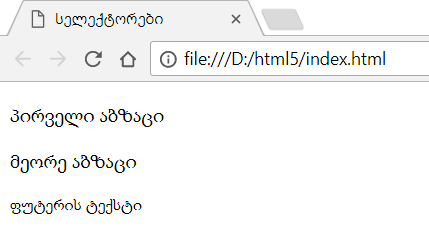 სელექტორები
file:///D:/html5/index.html
პირველი აბზაცი
მეორე აბზაცი
ფუტერის ტექსტი